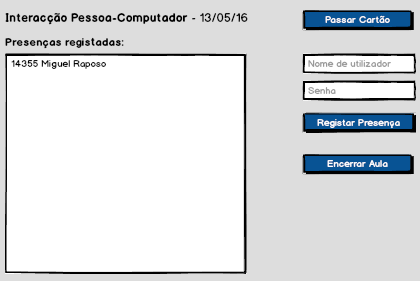 Interacção Pessoa-Computador - 13/05/16
Presenças registadas:
14355 Miguel Raposo
Passar Cartão
Nome de utilizador
Senha
Registar Presença
Encerrar Aula